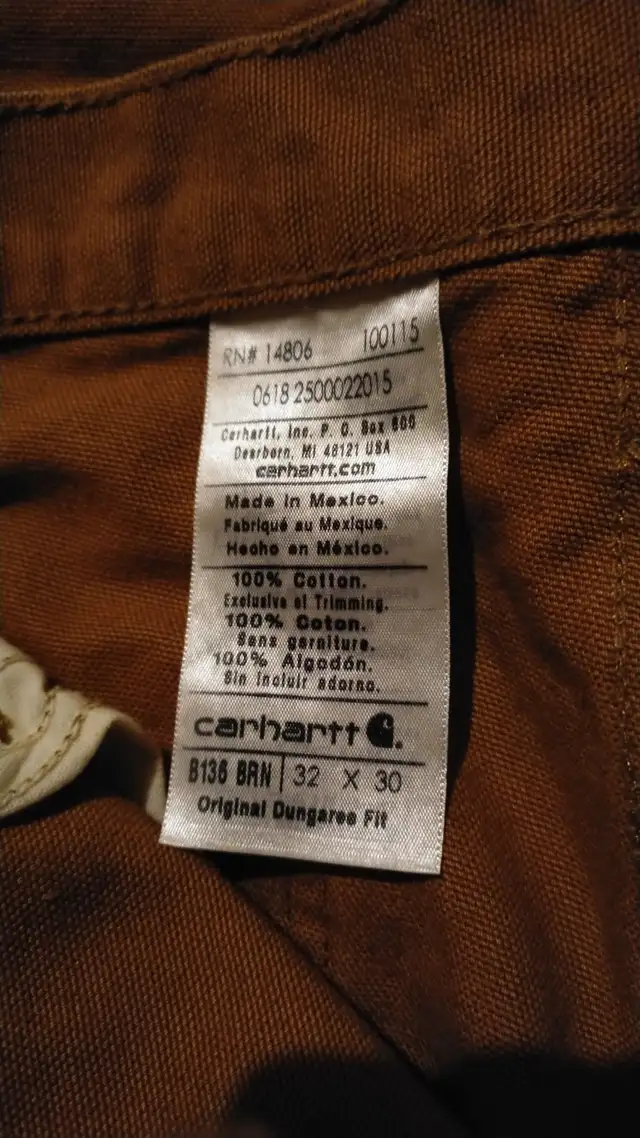 RN# 14806 100115
0618 2500022015
Carhartt, Inc. P. O. Box 600
Dearborn, MI 48121 USA
carhartt.com
Made in Mexico.
Fabriqué au Mexique.
Hecho en México.
100% Cotton.
Exclusive of Trimming.
100% Coton.
Sans garniture.
100% Algodón.
Sin incluir adorno.
carhartt
B136 BRN | 32 X 30
Original Dungaree Fit